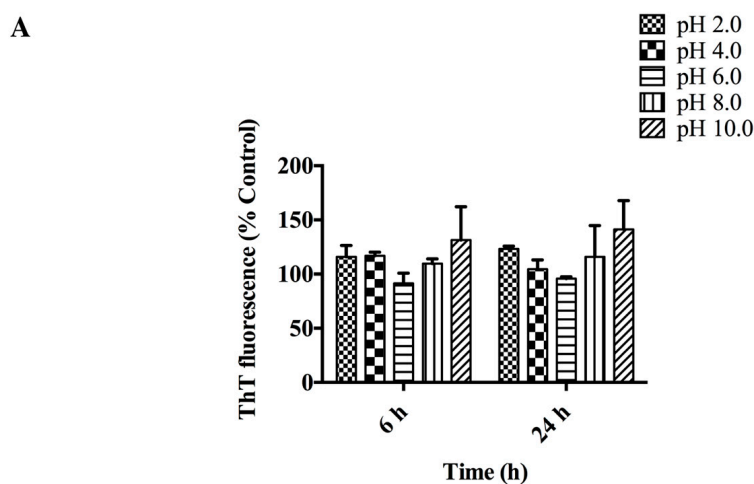 A
pH 2.0
pH 4.0
pH 6.0
pH 8.0
pH 10.0
ThT fluorescence (% Control)
200
150
100
50
0
6 h
24 h
Time (h)